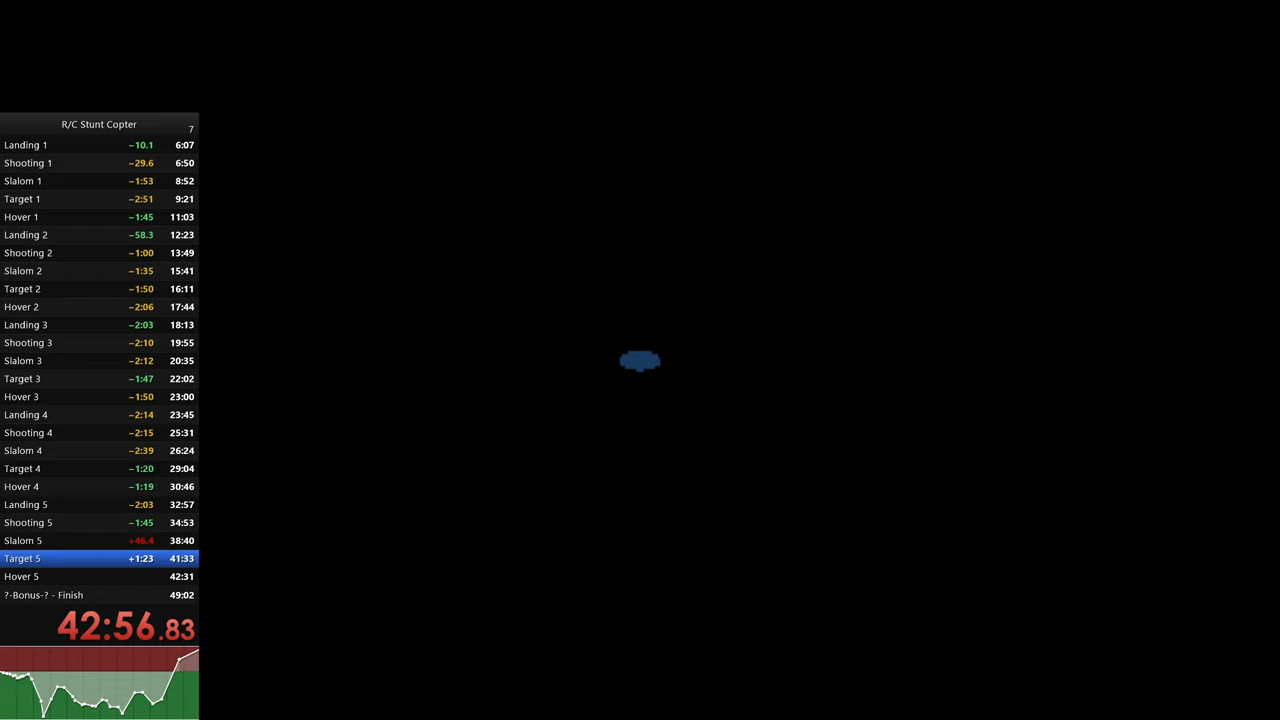 R/C Stunt Copter
7
Landing 1 −10.1 6:07
Shooting 1 −29.6 6:50
Slalom 1 −1:53 8:52
Target 1 −2:51 9:21
Hover 1 −1:45 11:03
Landing 2 −58.3 12:23
Shooting 2 −1:00 13:49
Slalom 2 −1:35 15:41
Target 2 −1:50 16:11
Hover 2 −2:06 17:44
Landing 3 −2:03 18:13
Shooting 3 −2:10 19:55
Slalom 3 −2:12 20:35
Target 3 −1:47 22:02
Hover 3 −1:50 23:00
Landing 4 −2:14 23:45
Shooting 4 −2:15 25:31
Slalom 4 −2:39 26:24
Target 4 −1:20 29:04
Hover 4 −1:19 30:46
Landing 5 −2:03 32:57
Shooting 5 −1:45 34:53
Slalom 5 +46.4 38:40
Target 5 +1:23 41:33
Hover 5 42:31
?-Bonus-? - Finish 49:02
42:56.83